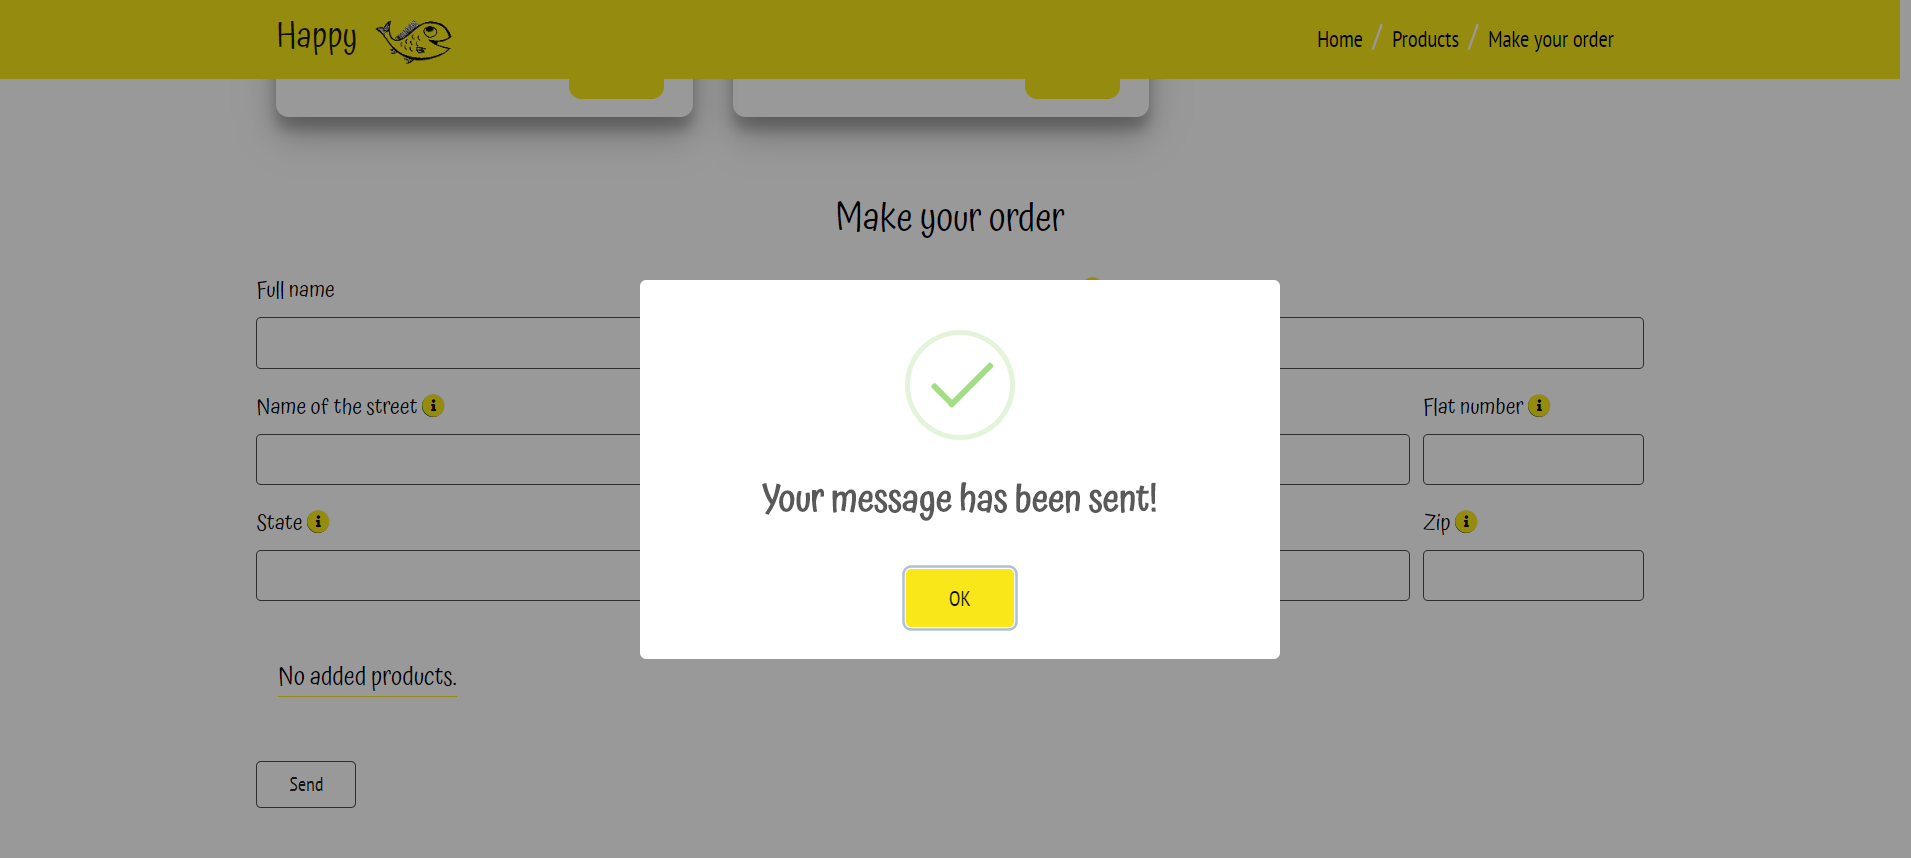 Happy
Home / Products / Make your order
Make your order
Full name
Name of the street
Flat number
State
Zip
Your message has been sent!
OK
No added products.
Send